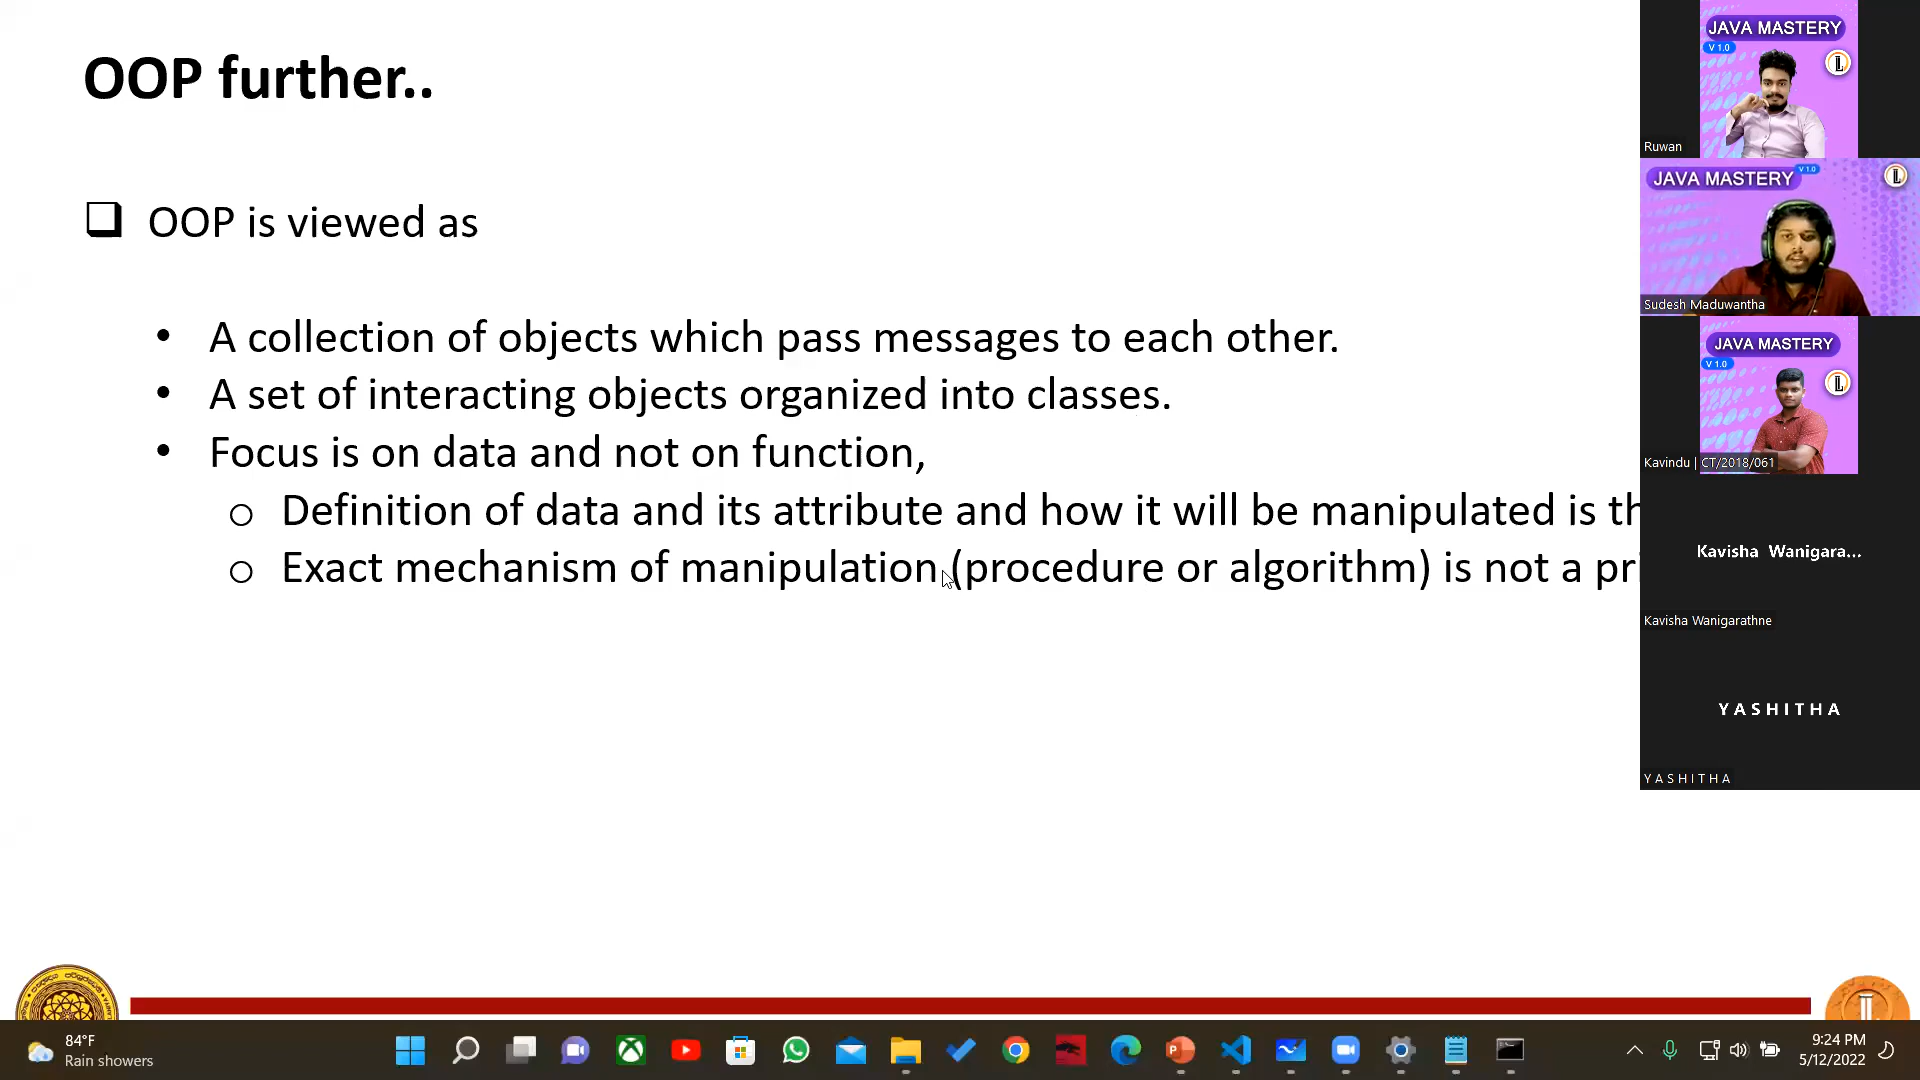 OOP further..
OOP is viewed as
• A collection of objects which pass messages to each other.
• A set of interacting objects organized into classes.
• Focus is on data and not on function,
o Definition of data and its attribute and how it will be manipulated is th
o Exact mechanism of manipulation (procedure or algorithm) is not a pr
JAVA MASTERY
V 1.0
Ruwan
JAVA MASTERY
V 1.0
Sudesh Maduwantha
JAVA MASTERY
V 1.0
Kavindu | CT/2018/061
Kavisha Wanigara...
Kavisha Wanigarathne
YASHITHA
YASHITHA
84°F
Rain showers
9:24 PM
5/12/2022